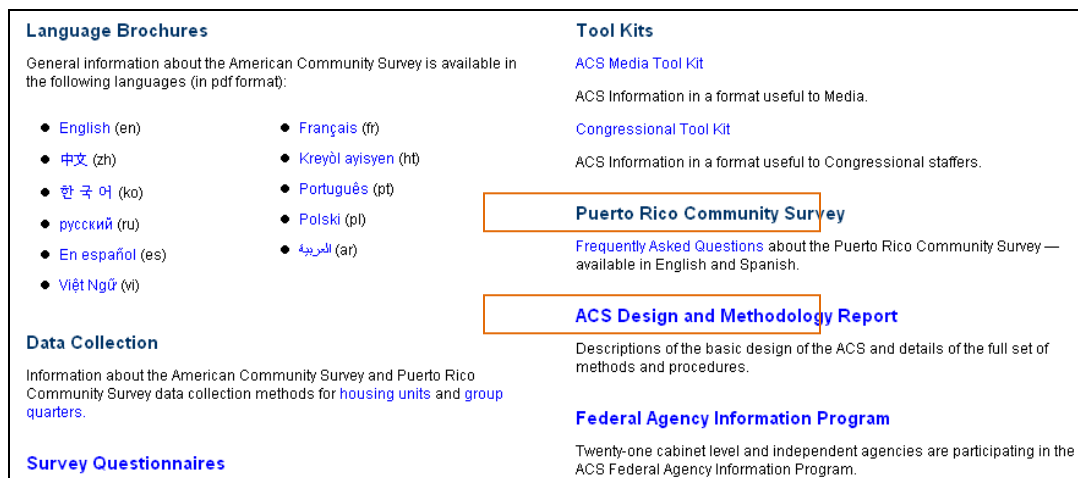 Language Brochures
General information about the American Community Survey is available in
the following languages (in pdf format):
English (en)
中文 (zh)
한 국 어 (ko)
русский (ru)
En español (es)
Việt Ngữ (vi)
Français (fr)
Kreyòl ayisyen (ht)
Português (pt)
Polski (pl)
العربية (ar)
Data Collection
Information about the American Community Survey and Puerto Rico
Community Survey data collection methods for housing units and group
quarters.
Survey Questionnaires
Tool Kits
ACS Media Tool Kit
ACS Information in a format useful to Media.
Congressional Tool Kit
ACS Information in a format useful to Congressional staffers.
Puerto Rico Community Survey
Frequently Asked Questions about the Puerto Rico Community Survey —
available in English and Spanish.
ACS Design and Methodology Report
Descriptions of the basic design of the ACS and details of the full set of
methods and procedures.
Federal Agency Information Program
Twenty-one cabinet level and independent agencies are participating in the
ACS Federal Agency Information Program.